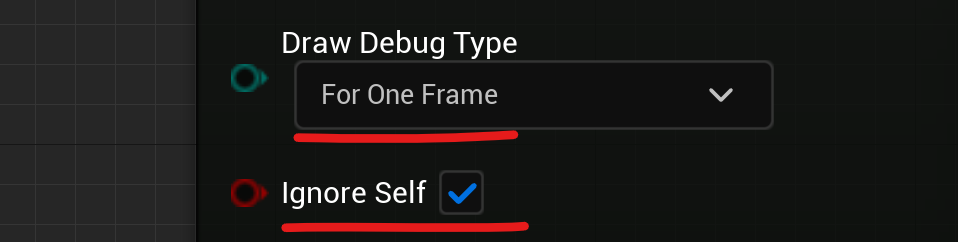 Draw Debug Type
For One Frame
Ignore Self